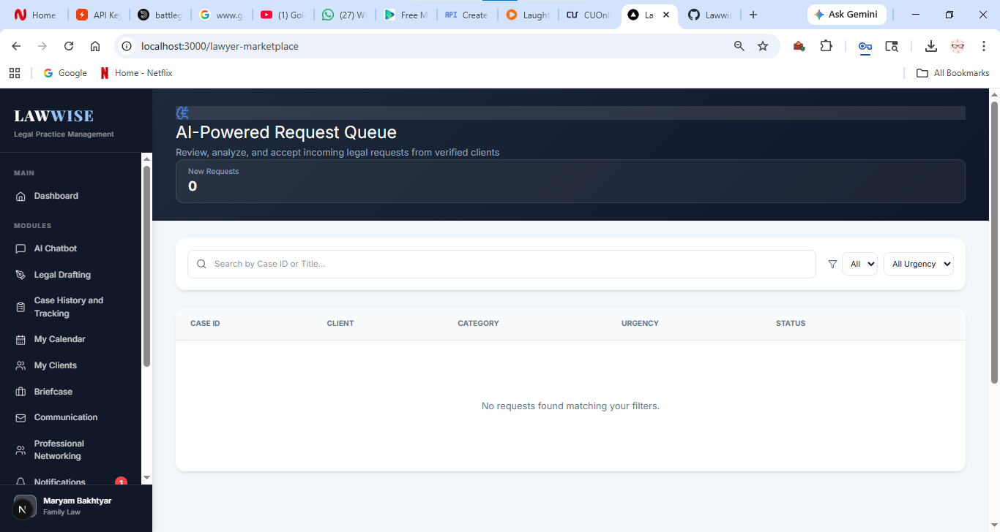 Home
API Key
battleg
www.g
(1) Gol
(27) W
Free M
API Create
Laught
CU CUOnl
La
Lawwis
Ask Gemini
localhost:3000/lawyer-marketplace
Google
Home - Netflix
All Bookmarks
LAWWISE
Legal Practice Management
MAIN
Dashboard
MODULES
AI Chatbot
Legal Drafting
Case History and
Tracking
My Calendar
My Clients
Briefcase
Communication
Professional
Networking
Notifications 1
N
Maryam Bakhtyar
Family Law
AI-Powered Request Queue
Review, analyze, and accept incoming legal requests from verified clients
New Requests
0
Search by Case ID or Title...
All
All Urgency
CASE ID CLIENT CATEGORY URGENCY STATUS
No requests found matching your filters.